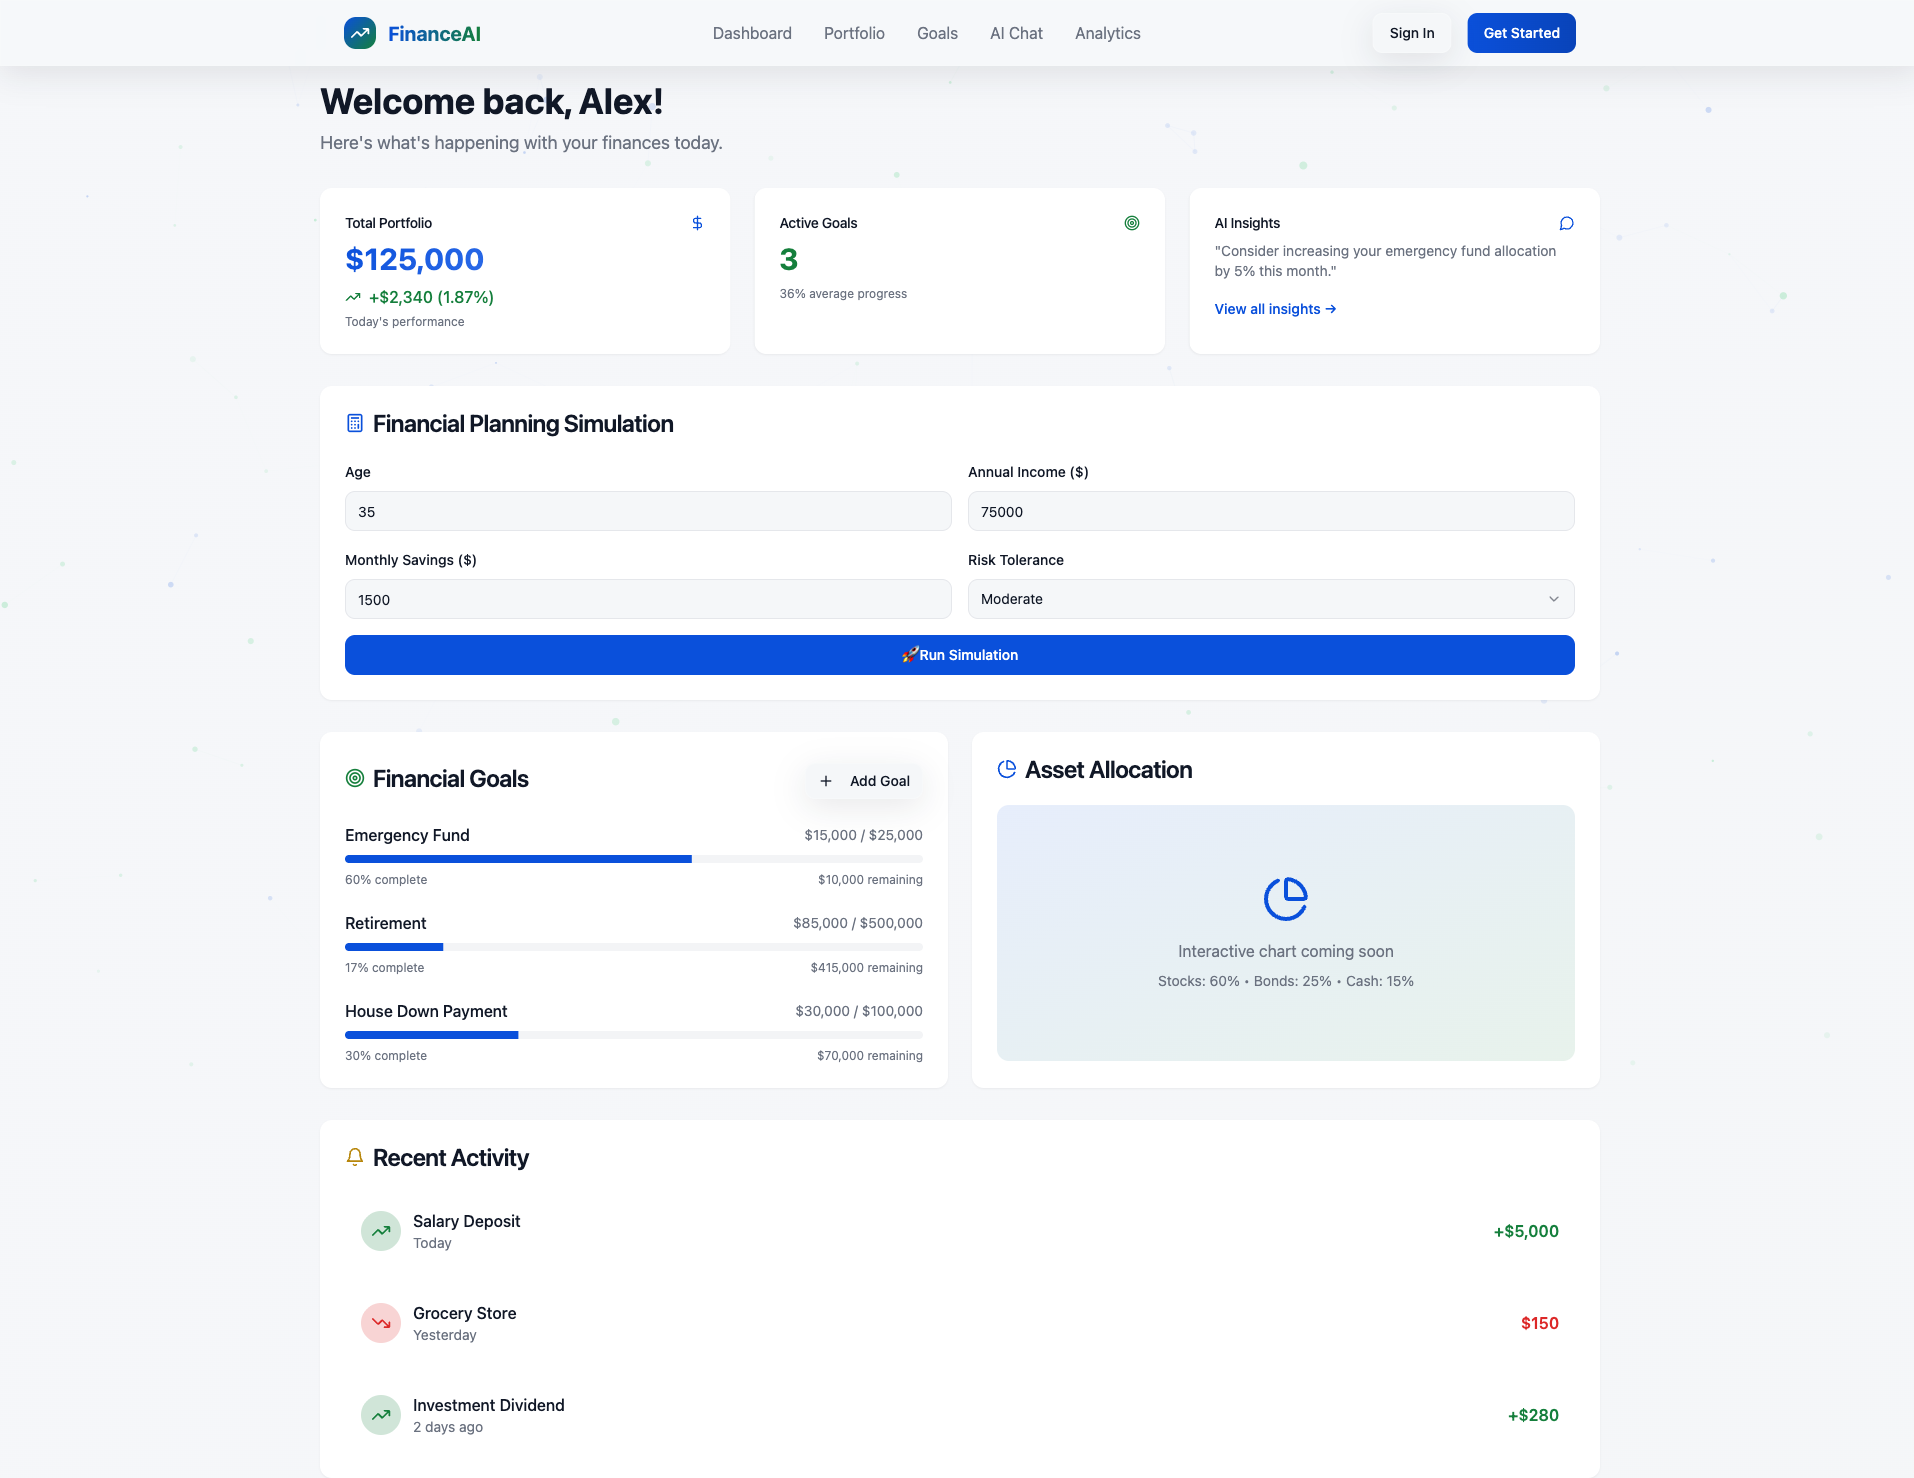 FinanceAI
Dashboard
Portfolio
Goals
AI Chat
Analytics
Sign In
Get Started
Welcome back, Alex!
Here's what's happening with your finances today.
Total Portfolio
$125,000
+$2,340 (1.87%)
Today's performance
Active Goals
3
36% average progress
AI Insights
"Consider increasing your emergency fund allocation
by 5% this month."
View all insights →
Financial Planning Simulation
Age
35
Annual Income ($)
75000
Monthly Savings ($)
1500
Risk Tolerance
Moderate
🚀Run Simulation
Financial Goals
Add Goal
Emergency Fund
$15,000 / $25,000
60% complete
$10,000 remaining
Retirement
$85,000 / $500,000
17% complete
$415,000 remaining
House Down Payment
$30,000 / $100,000
30% complete
$70,000 remaining
Asset Allocation
Interactive chart coming soon
Stocks: 60% • Bonds: 25% • Cash: 15%
Recent Activity
Salary Deposit
Today
+$5,000
Grocery Store
Yesterday
$150
Investment Dividend
2 days ago
+$280